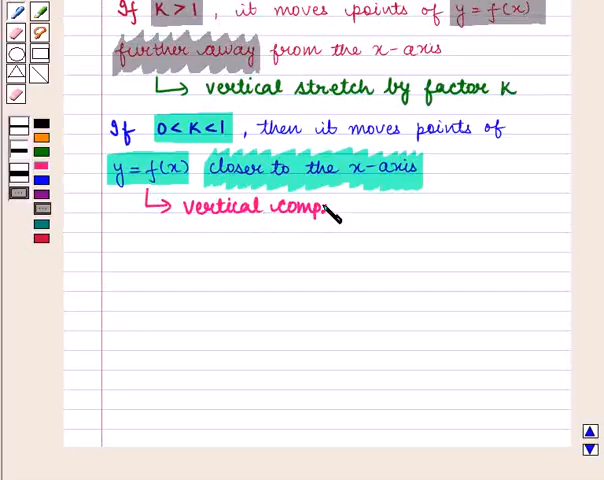 If K > 1 , it moves points of y = f(x)
further away from the x-axis
↳ vertical stretch by factor K
If 0 < K < 1 , then it moves points of
y = f(x) closer to the x-axis
↳ vertical comp